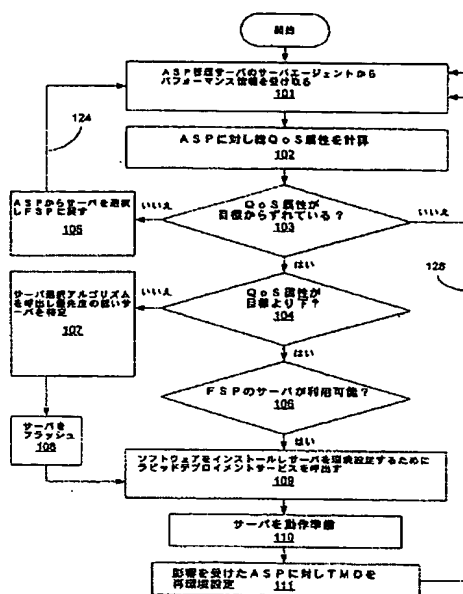 開始
ASP管理サーバのサーバエージェントから
パフォーマンス情報を受け取る
101
124
ASPに対し総QoS属性を計算
102
ASPからサーバを選択
しFSPに戻す
105
いいえ
QoS属性が
目標からずれている?
103
いいえ
はい
128
サーバ選択アルゴリズム
を呼出し優先度の低いサー
バを特定
107
いいえ
QoS属性が
目標より下?
104
はい
FSPのサーバが利用可能?
106
はい
サーバを
フラッシュ
108
ソフトウェアをインストールしサーバを環境設定するために
ラピッドデプロイメントサービスを呼出す
109
サーバを動作準備
110
影響を受けたASPに対しTMDを
再環境設定
111